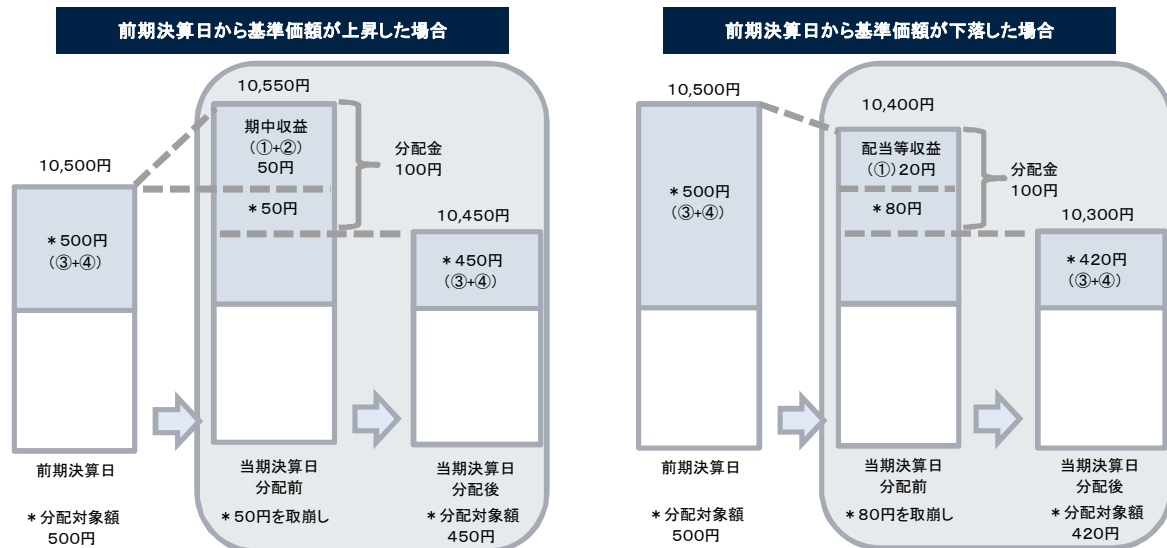 前期決算日から基準価額が上昇した場合
10,550円
期中収益
(①+②)
50円
分配金
100円
10,500円
*50円
10,450円
*500円
(③+④)
*450円
(③+④)
前期決算日
当期決算日
分配前
当期決算日
分配後
*分配対象額
500円
*50円を取崩し
*分配対象額
450円
前期決算日から基準価額が下落した場合
10,500円
10,400円
配当等収益
(①)20円
分配金
100円
*500円
(③+④)
*80円
10,300円
*420円
(③+④)
前期決算日
当期決算日
分配前
当期決算日
分配後
*分配対象額
500円
*80円を取崩し
*分配対象額
420円